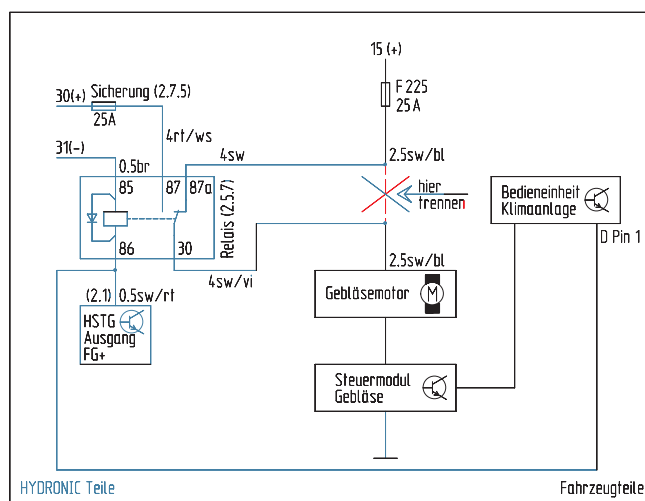 15 (+)
F 225
25 A
30(+) Sicherung (2.7.5)
25A
4rt/ws
31(-)
0.5br
4sw
2.5sw/bl
85 87 87a
hier
trennen
Bedieneinheit
Klimaanlage
D Pin 1
Relais (2.5.7)
86 30
4sw/vi
2.5sw/bl
(2.1) 0.5sw/rt
Gebläsemotor M
HSTG
Ausgang
FG+
Steuermodul
Gebläse
HYDRONIC Teile
Fahrzeugteile